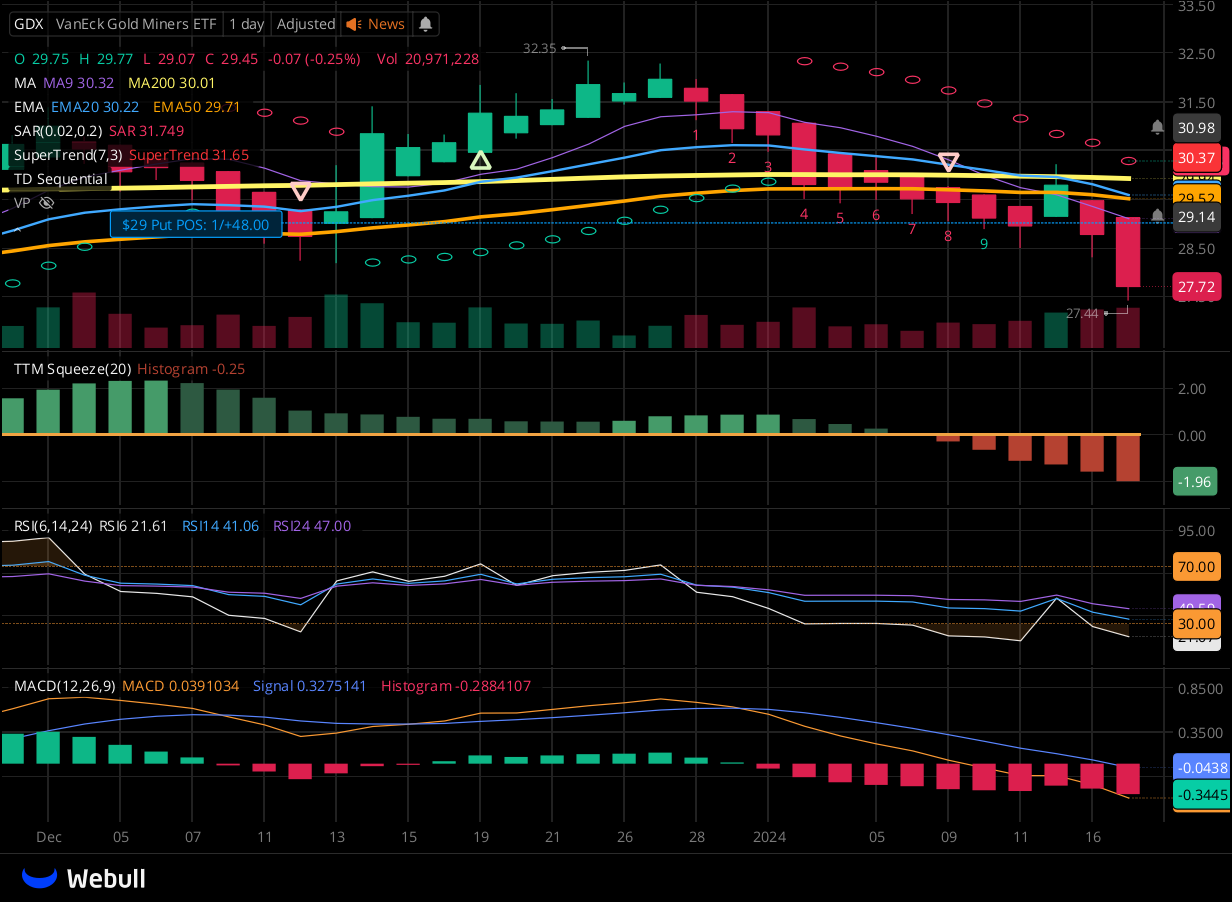 GDX VanEck Gold Miners ETF 1 day Adjusted News
33.50
32.35
32.50
O 29.75 H 29.77 L 29.07 C 29.45 -0.07 (-0.25%) Vol 20,971,228
MA MA9 30.32 MA200 30.01
EMA EMA20 30.22 EMA50 29.71
31.50
SAR(0.02,0.2) SAR 31.749
30.98
1
SuperTrend(7,3) SuperTrend 31.65
2
30.37
3
TD Sequential
VP
29.52
4 5 6
29.14
$29 Put POS: 1/+48.00
7
8
9
28.50
27.72
27.44
TTM Squeeze(20) Histogram -0.25
2.00
0.00
-1.96
RSI(6,14,24) RSI6 21.61 RSI14 41.06 RSI24 47.00
95.00
70.00
30.00
MACD(12,26,9) MACD 0.0391034 Signal 0.3275141 Histogram -0.2884107
0.8500
0.3500
-0.0438
-0.3445
Dec 05 07 11 13 15 19 21 26 28 2024 05 09 11 16
Webull